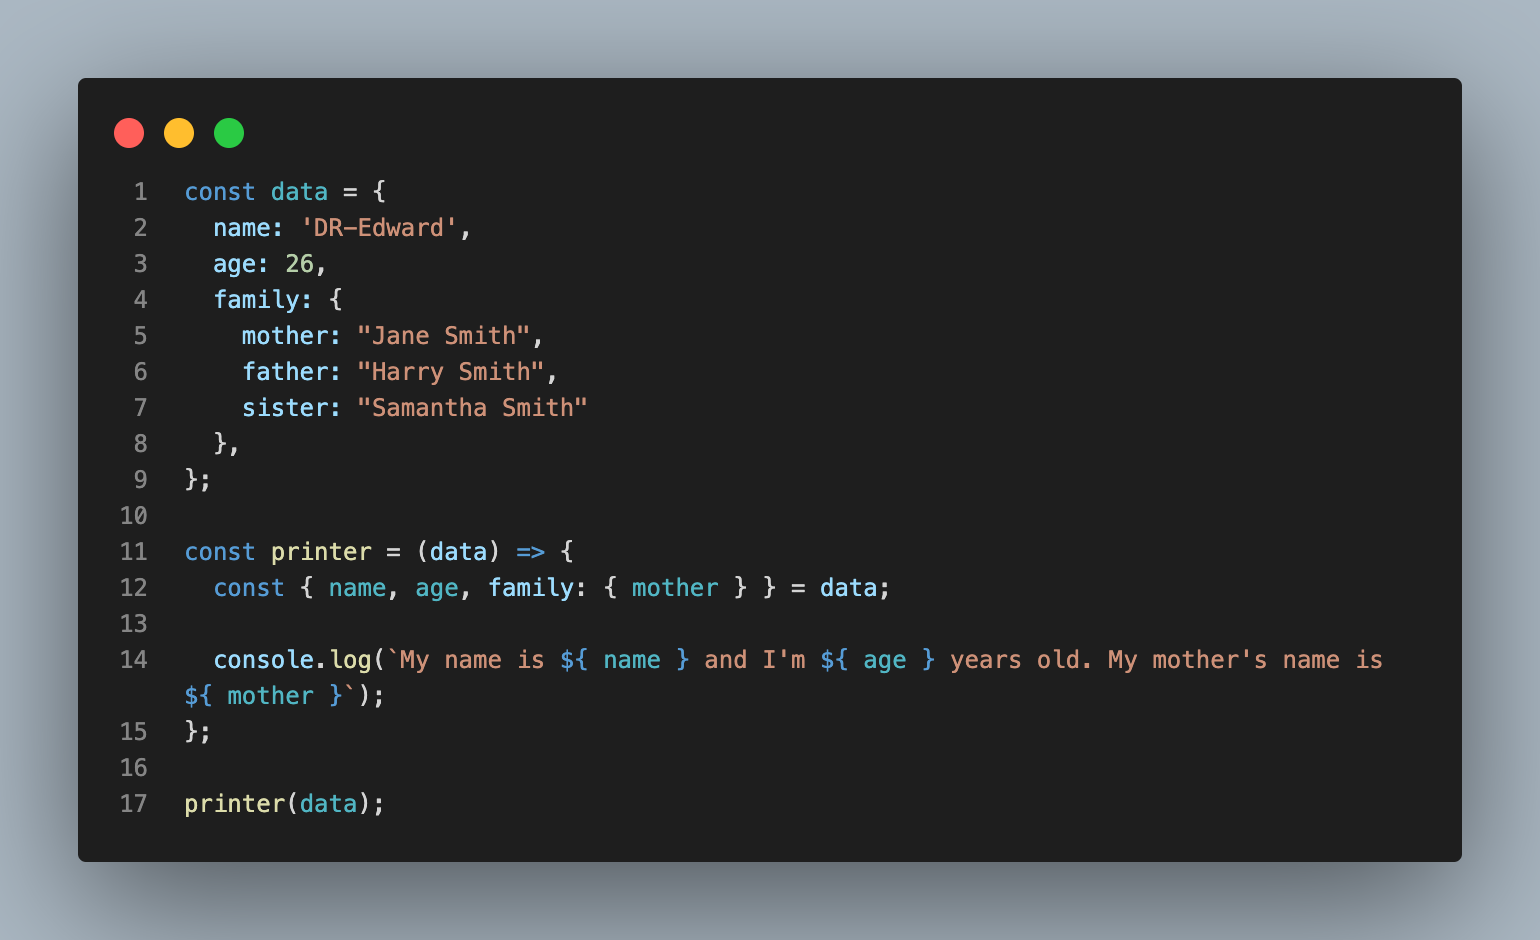 1 const data = {
2   name: 'DR-Edward',
3   age: 26,
4   family: {
5     mother: "Jane Smith",
6     father: "Harry Smith",
7     sister: "Samantha Smith"
8   },
9 };
10
11 const printer = (data) => {
12   const { name, age, family: { mother } } = data;
13
14   console.log(`My name is ${ name } and I'm ${ age } years old. My mother's name is
${ mother }`);
15 };
16
17 printer(data);